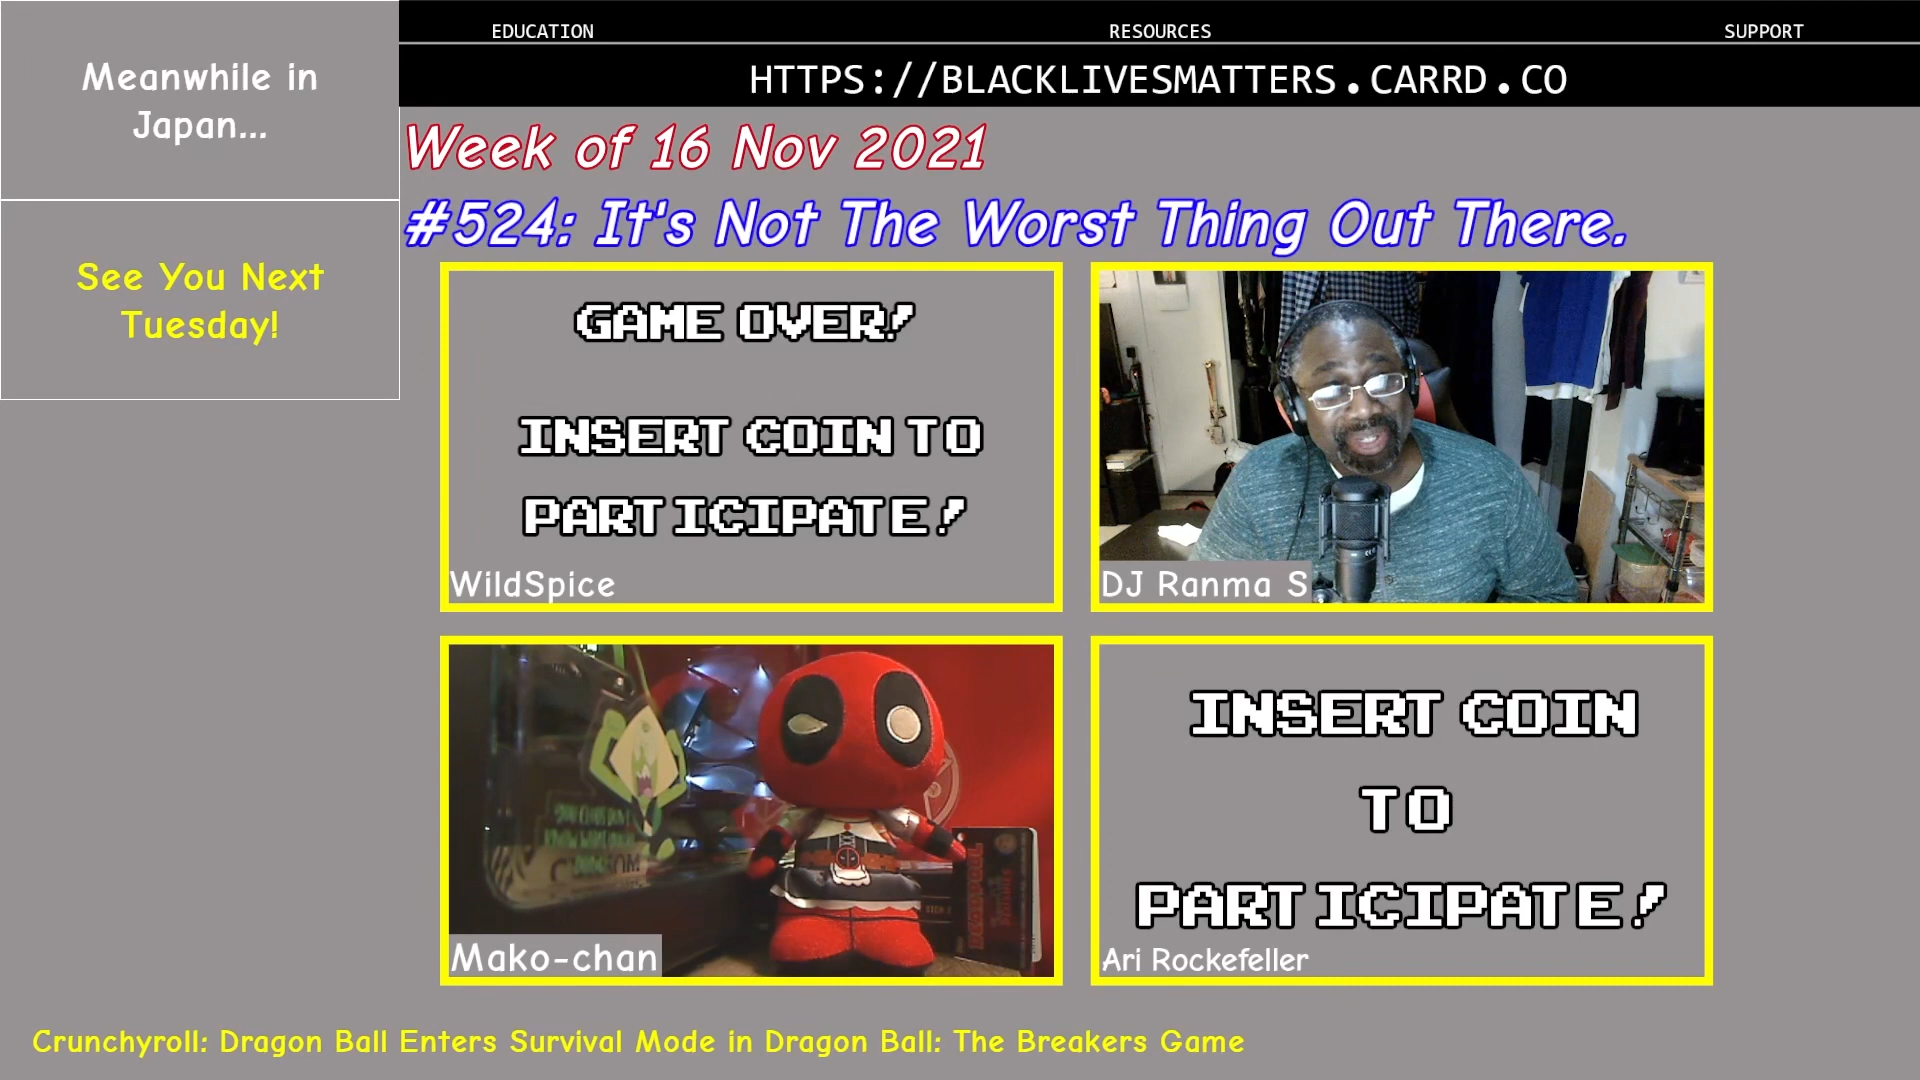 Meanwhile in
Japan...
See You Next
Tuesday!
EDUCATION
RESOURCES
SUPPORT
HTTPS://BLACKLIVESMATTERS.CARRD.CO
Week of 16 Nov 2021
#524: It's Not The Worst Thing Out There.
GAME OVER!
INSERT COIN TO
PARTICIPATE!
WildSpice
DJ Ranma S
DEADPOOL
Mako-chan
INSERT COIN
TO
PARTICIPATE!
Ari Rockefeller
Crunchyroll: Dragon Ball Enters Survival Mode in Dragon Ball: The Breakers Game